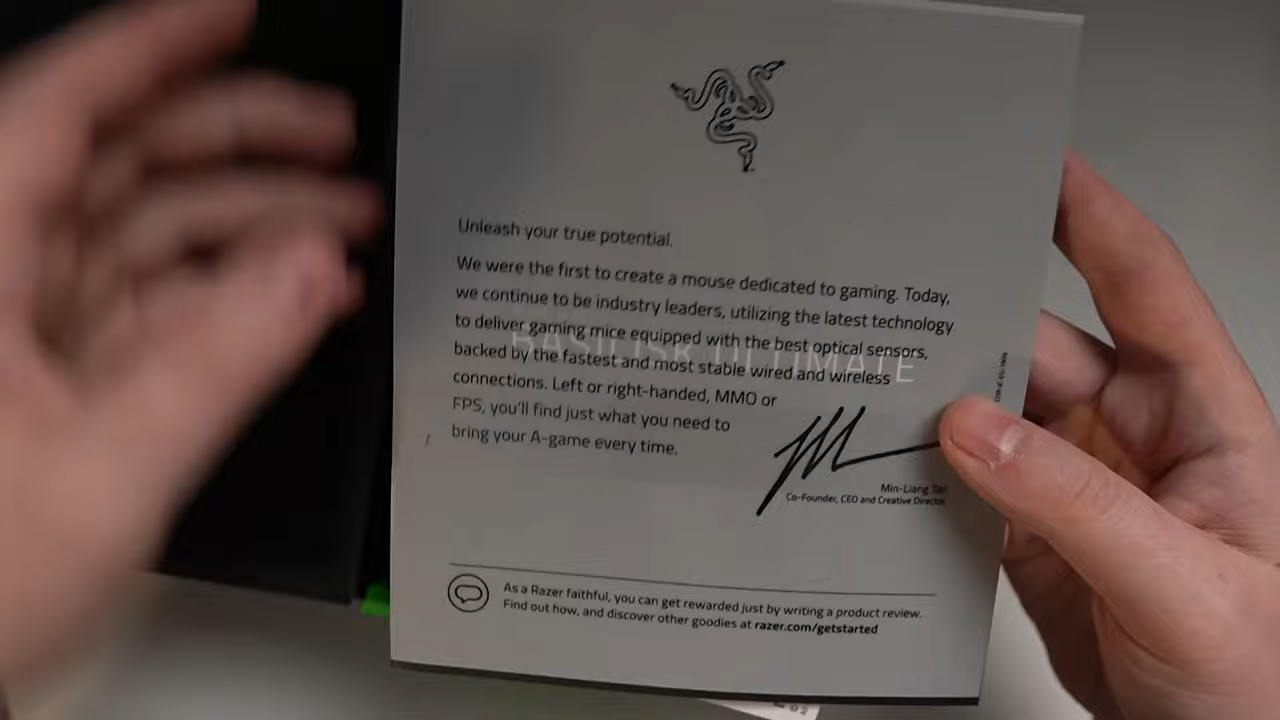 Unleash your true potential.
We were the first to create a mouse dedicated to gaming. Today,
we continue to be industry leaders, utilizing the latest technology
to deliver gaming mice equipped with the best optical sensors,
BASILISK ULTIMATE
backed by the fastest and most stable wired and wireless
connections. Left or right-handed, MMO or
FPS, you'll find just what you need to
bring your A-game every time.
Min-Liang
Co-Founder, CEO and Creative Director
As a Razer faithful, you can get rewarded just by writing a product review.
Find out how, and discover other goodies at razer.com/getstarted